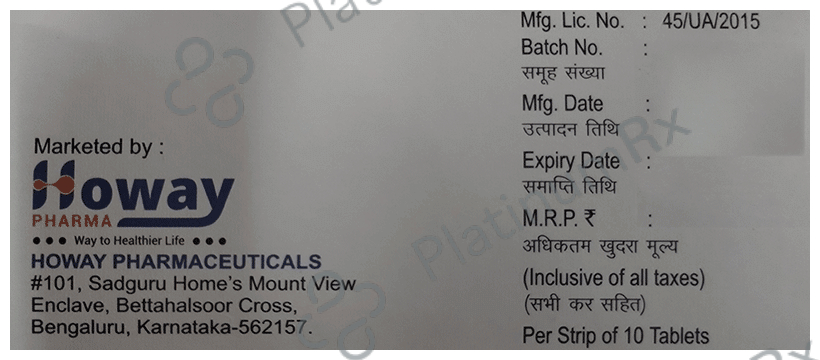 Marketed by :
Howay
PHARMA
Way to Healthier Life
HOWAY PHARMACEUTICALS
#101, Sadguru Home's Mount View
Enclave, Bettahalsoor Cross,
Bengaluru, Karnataka-562157.
Mfg. Lic. No. : 45/UA/2015
Batch No. :
समूह संख्या
Mfg. Date :
उत्पादन तिथि
Expiry Date :
समाप्ति तिथि
M.R.P. ₹ :
अधिकतम खुदरा मूल्य
(Inclusive of all taxes)
(सभी कर सहित)
Per Strip of 10 Tablets
PlatinumRx
PlatinumRx